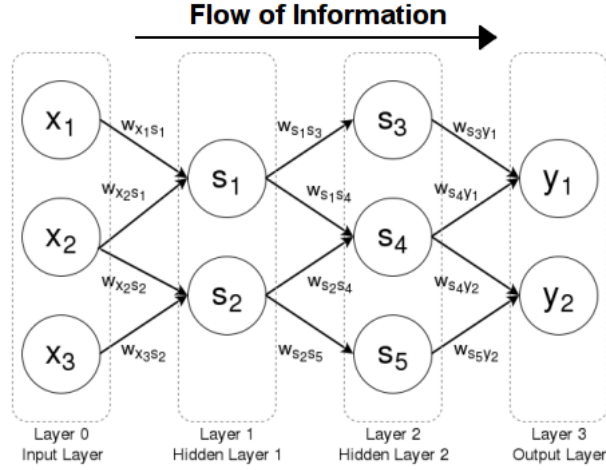 Flow of Information
x1
x2
x3
wx1s1
wx2s1
wx2s2
wx3s2
s1
s2
ws1s3
ws1s4
ws2s4
ws2s5
s3
s4
s5
ws3y1
ws4y1
ws4y2
ws5y2
y1
y2
Layer 0
Input Layer
Layer 1
Hidden Layer 1
Layer 2
Hidden Layer 2
Layer 3
Output Layer